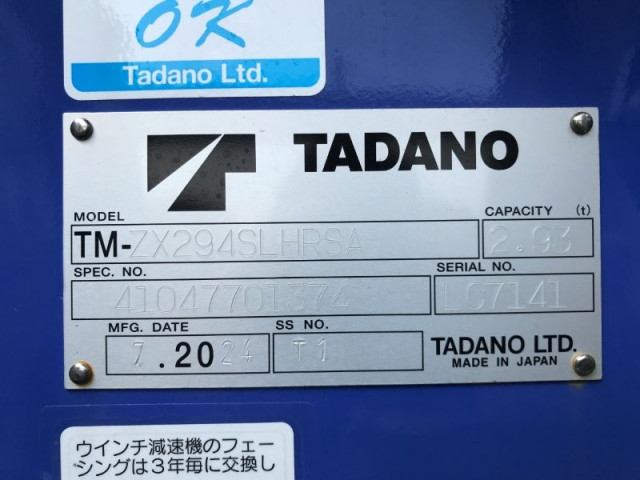 OK
Tadano Ltd.
TADANO
MODEL
CAPACITY (t)
TM-ZX294SLHRSA
2.93
SPEC. NO.
SERIAL NO.
41047701374
LC7141
MFG. DATE
SS NO.
7.2024
T1
TADANO LTD.
MADE IN JAPAN
ウインチ減速機のフェー
シングは3年毎に交換し